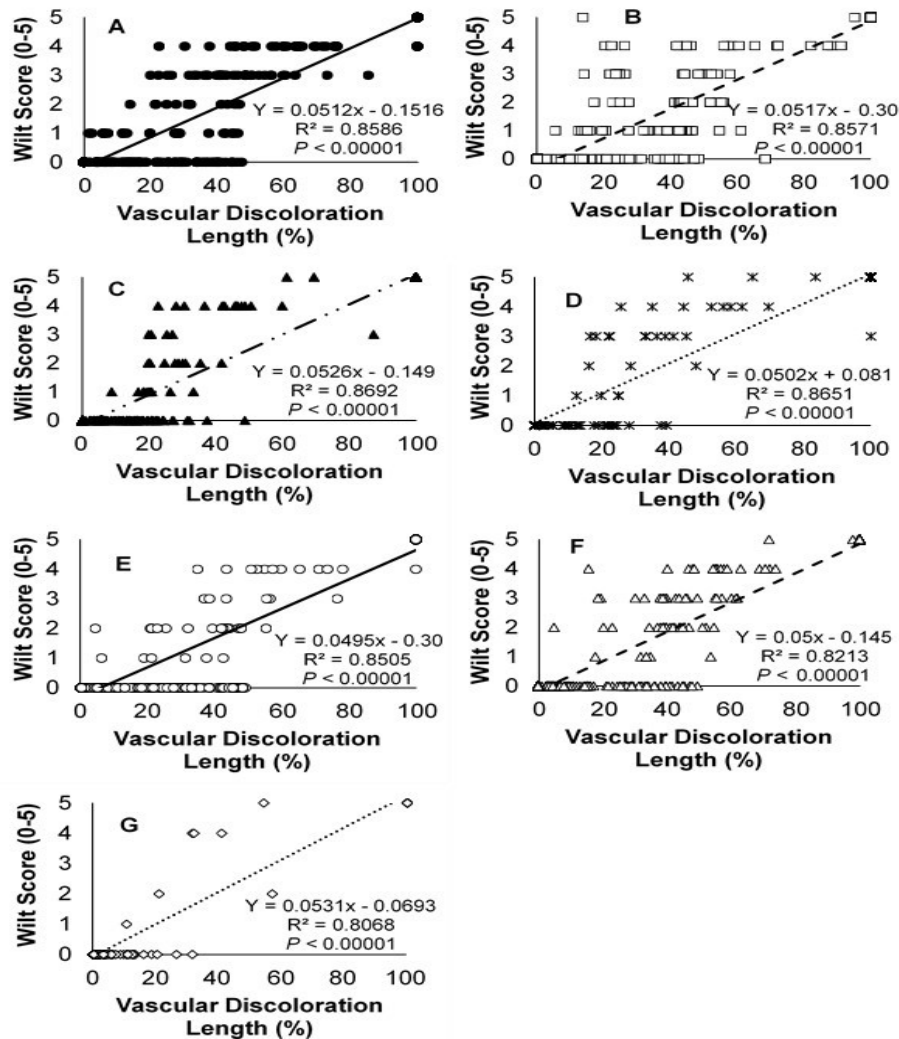 A
Wilt Score (0-5)
5
4
3
2
1
0
Y = 0.0512x - 0.1516
R² = 0.8586
P < 0.00001
0 20 40 60 80 100
Vascular Discoloration
Length (%)
B
Wilt Score (0-5)
5
4
3
2
1
0
Y = 0.0517x - 0.30
R² = 0.8571
P < 0.00001
0 20 40 60 80 100
Vascular Discoloration
Length (%)
C
Wilt Score (0-5)
5
4
3
2
1
0
Y = 0.0526x - 0.149
R² = 0.8692
P < 0.00001
0 20 40 60 80 100
Vascular Discoloration
Length (%)
D
Wilt Score (0-5)
5
4
3
2
1
0
Y = 0.0502x + 0.081
R² = 0.8651
P < 0.00001
0 20 40 60 80 100
Vascular Discoloration
Length (%)
E
Wilt Score (0-5)
5
4
3
2
1
0
Y = 0.0495x - 0.30
R² = 0.8505
P < 0.00001
0 20 40 60 80 100
Vascular Discoloration
Length (%)
F
Wilt Score (0-5)
5
4
3
2
1
0
Y = 0.05x - 0.145
R² = 0.8213
P < 0.00001
0 20 40 60 80 100
Vascular Discoloration
Length (%)
G
Wilt Score (0-5)
5
4
3
2
1
0
Y = 0.0531x - 0.0693
R² = 0.8068
P < 0.00001
0 20 40 60 80 100
Vascular Discoloration
Length (%)